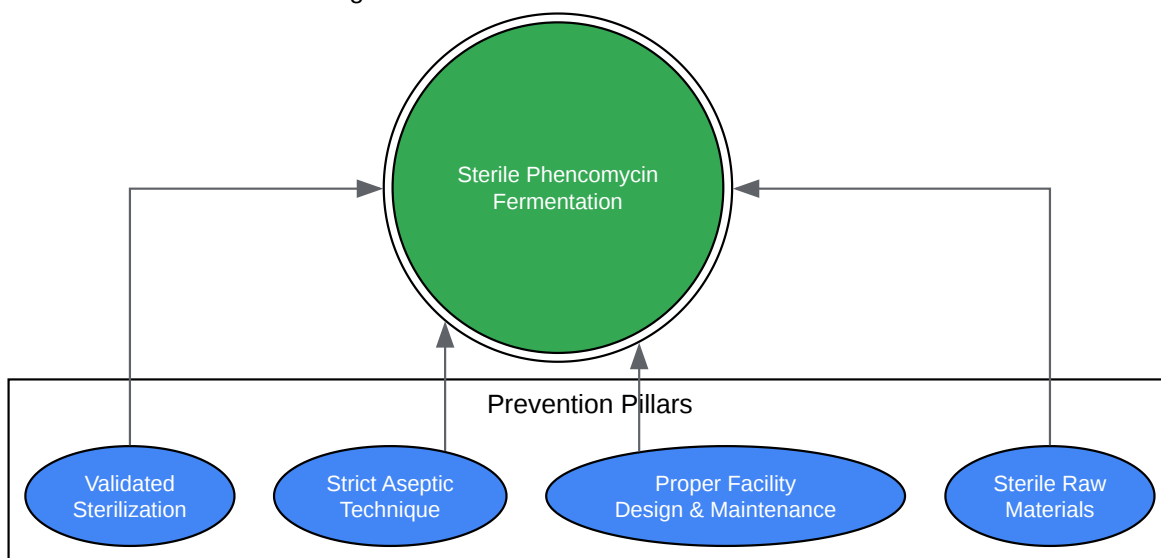 Sterile Phencomycin
Fermentation
Prevention Pillars
Validated
Sterilization
Strict Aseptic
Technique
Proper Facility
Design & Maintenance
Sterile Raw
Materials